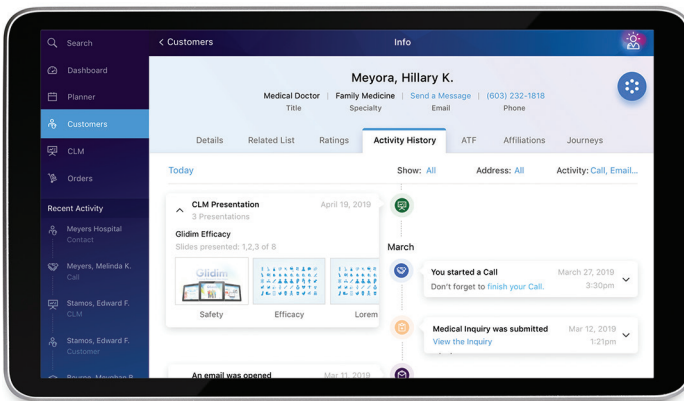 Search
Dashboard
Planner
Customers
CLM
Orders
Recent Activity
Meyers Hospital
Contact
Meyers, Melinda K.
Call
Stamos, Edward F.
CLM
Stamos, Edward F.
Customer
< Customers
Info
Meyora, Hillary K.
Medical Doctor | Family Medicine | Send a Message | (603) 232-1818
Title Specialty Email Phone
Details Related List Ratings Activity History ATF Affiliations Journeys
Today Show: All Address: All Activity: Call, Email...
CLM Presentation April 19, 2019
3 Presentations
Glidim Efficacy
Slides presented: 1,2,3 of 8
Glidim
Safety Efficacy Lorem
March
You started a Call March 27, 2019
Don't forget to finish your Call. 3:30pm
Medical Inquiry was submitted Mar 12, 2019
View the Inquiry 1:21pm
An email was opened Mar 11, 2019